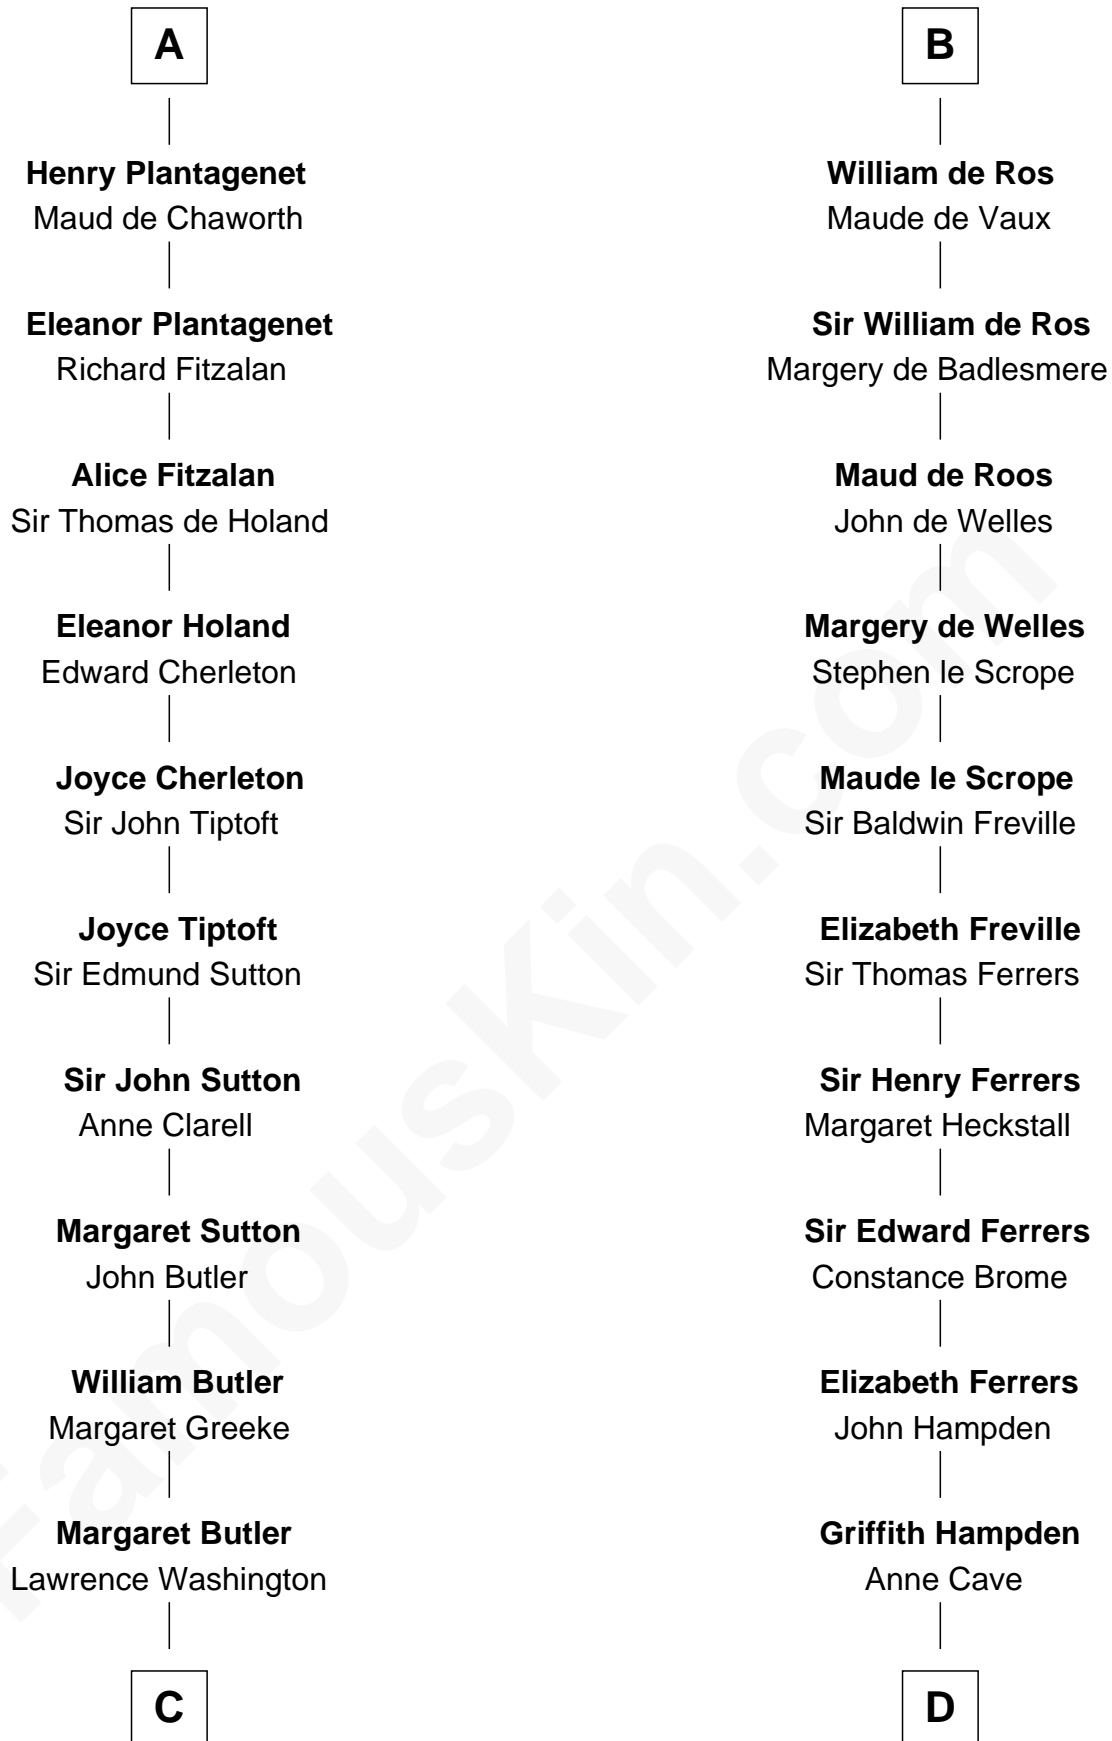 A
Henry Plantagenet
Maud de Chaworth
Eleanor Plantagenet
Richard Fitzalan
Alice Fitzalan
Sir Thomas de Holand
Eleanor Holand
Edward Cherleton
Joyce Cherleton
Sir John Tiptoft
Joyce Tiptoft
Sir Edmund Sutton
Sir John Sutton
Anne Clarell
Margaret Sutton
John Butler
William Butler
Margaret Greeke
Margaret Butler
Lawrence Washington
C
B
William de Ros
Maude de Vaux
Sir William de Ros
Margery de Badlesmere
Maud de Roos
John de Welles
Margery de Welles
Stephen le Scrope
Maude le Scrope
Sir Baldwin Freville
Elizabeth Freville
Sir Thomas Ferrers
Sir Henry Ferrers
Margaret Heckstall
Sir Edward Ferrers
Constance Brome
Elizabeth Ferrers
John Hampden
Griffith Hampden
Anne Cave
D
FamousKin.com